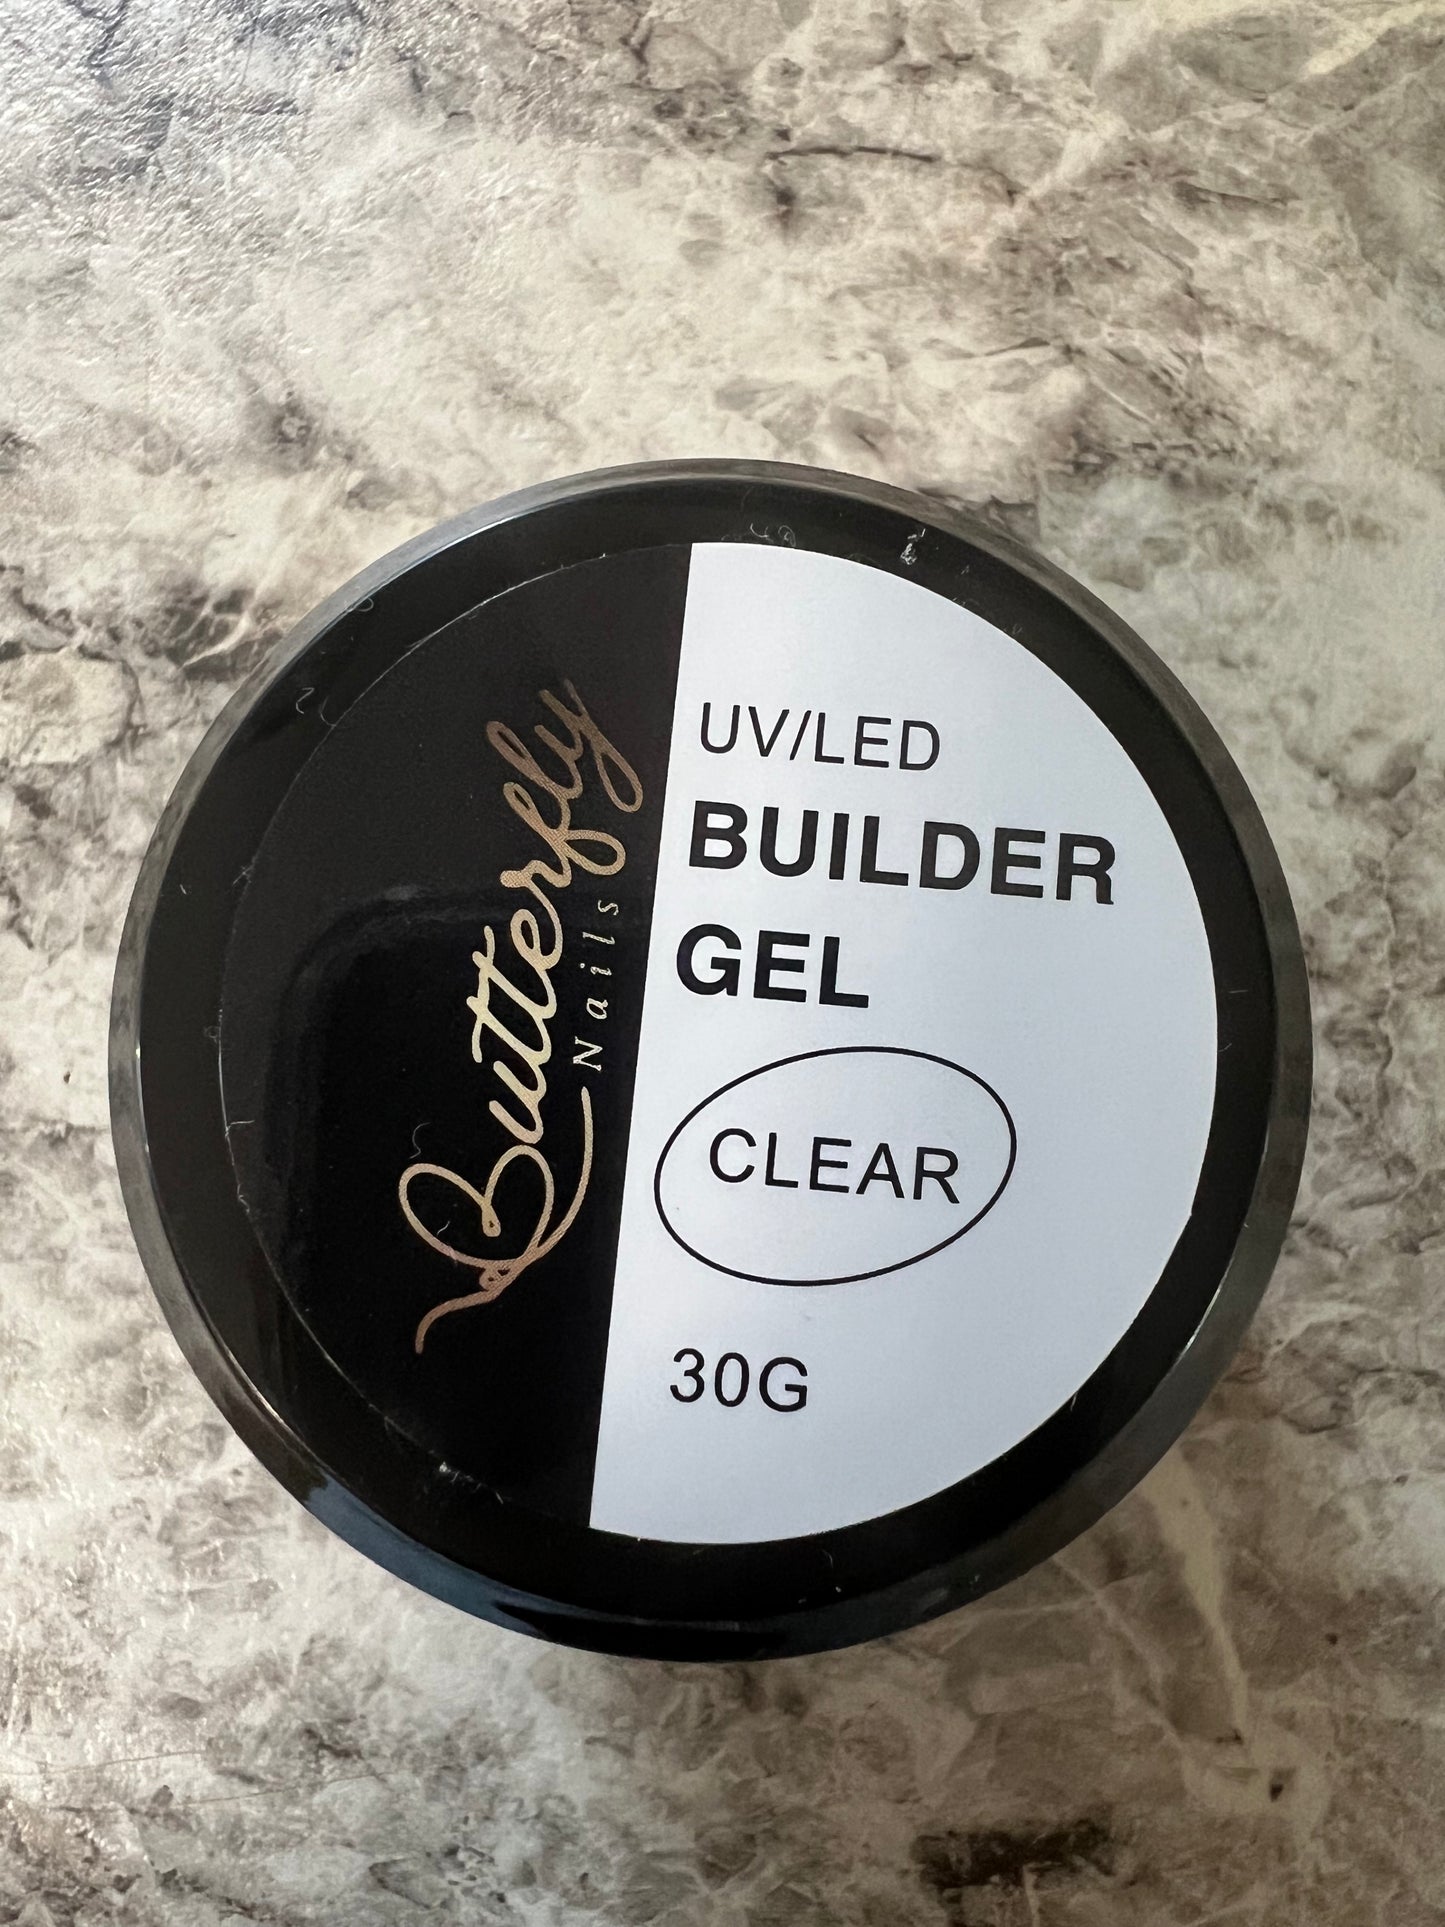 Butterfly
Nails
UV/LED
BUILDER
GEL
CLEAR
30G